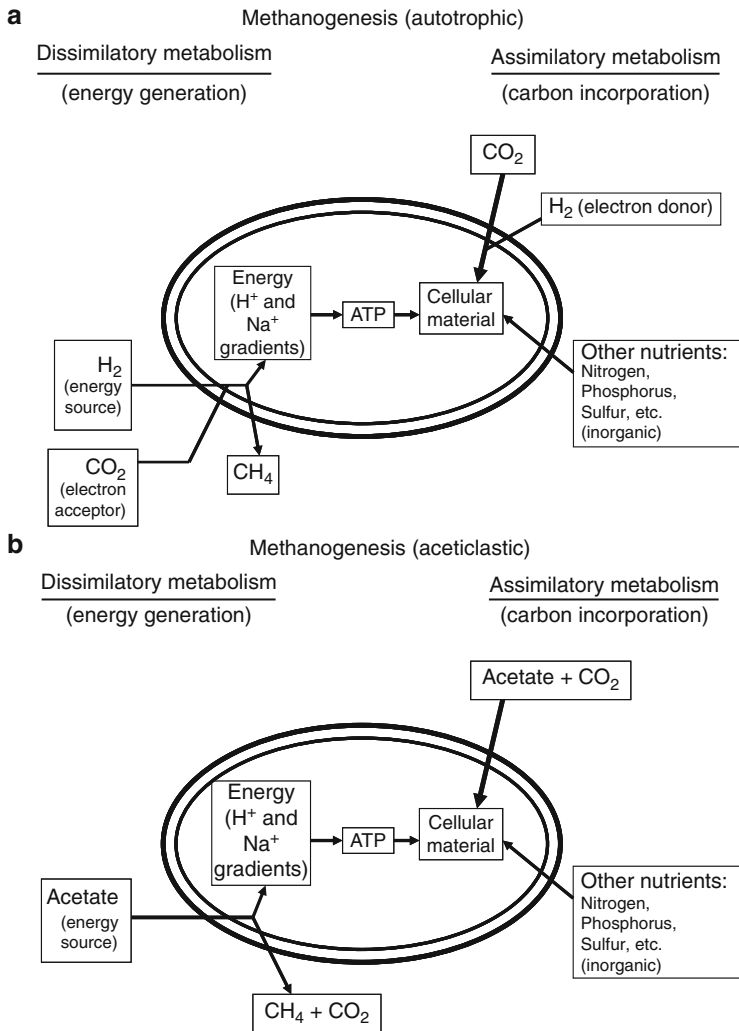 a
Methanogenesis (autotrophic)
Dissimilatory metabolism
(energy generation)
Assimilatory metabolism
(carbon incorporation)
CO₂
H₂ (electron donor)
Energy
(H⁺ and
Na⁺
gradients)
ATP
Cellular
material
H₂
(energy
source)
CO₂
(electron
acceptor)
CH₄
Other nutrients:
Nitrogen,
Phosphorus,
Sulfur, etc.
(inorganic)
b
Methanogenesis (aceticlastic)
Dissimilatory metabolism
(energy generation)
Assimilatory metabolism
(carbon incorporation)
Acetate + CO₂
Energy
(H⁺ and
Na⁺
gradients)
ATP
Cellular
material
Acetate
(energy
source)
CH₄ + CO₂
Other nutrients:
Nitrogen,
Phosphorus,
Sulfur, etc.
(inorganic)